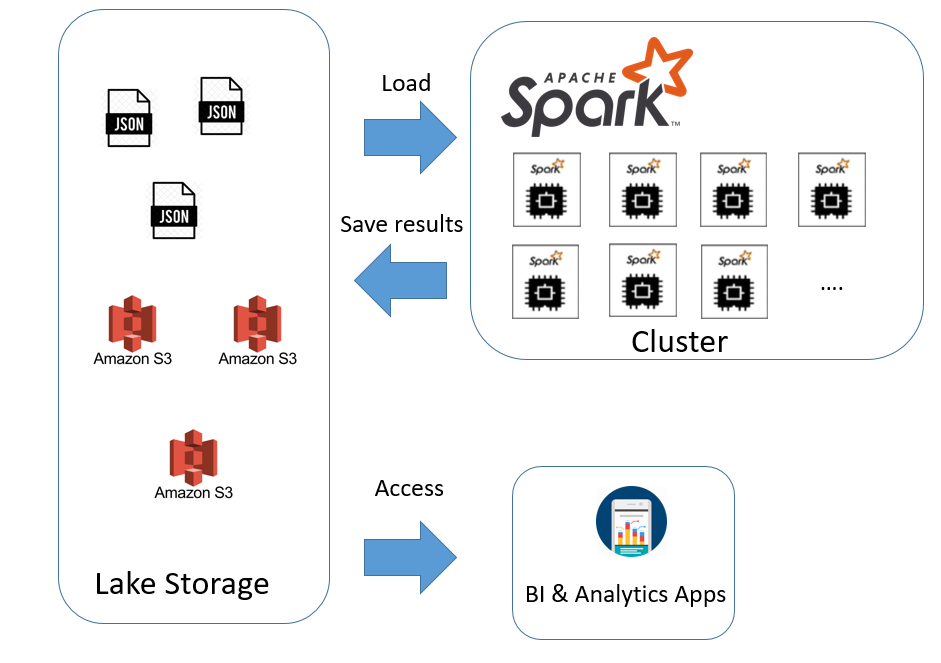 JSON
JSON
JSON
Amazon S3
Amazon S3
Amazon S3
Lake Storage
Load
Save results
Access
APACHE
Spark™
Spark
Spark
Spark
Spark
Spark
Spark
Spark
....
Cluster
BI & Analytics Apps